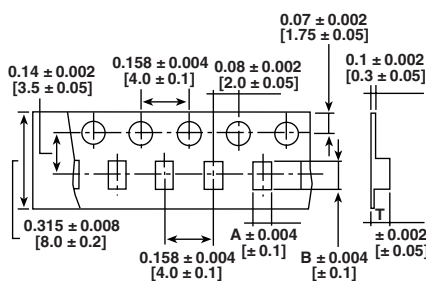 0.07 ± 0.002
[1.75 ± 0.05]
0.14 ± 0.002
[3.5 ± 0.05]
0.158 ± 0.004
[4.0 ± 0.1]
0.08 ± 0.002
[2.0 ± 0.05]
0.1 ± 0.002
[0.3 ± 0.05]
0.315 ± 0.008
[8.0 ± 0.2]
0.158 ± 0.004
[4.0 ± 0.1]
A ± 0.004
[± 0.1]
B ± 0.004
[± 0.1]
T
± 0.002
[± 0.05]